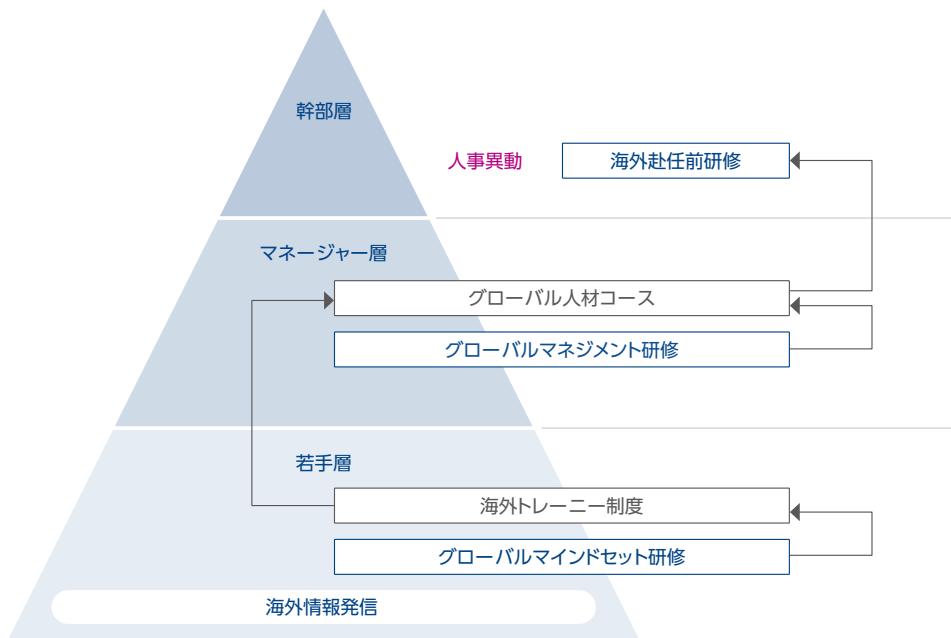 幹部層
人事異動
海外赴任前研修
マネージャー層
グローバル人材コース
グローバルマネジメント研修
若手層
海外トレーニー制度
グローバルマインドセット研修
海外情報発信